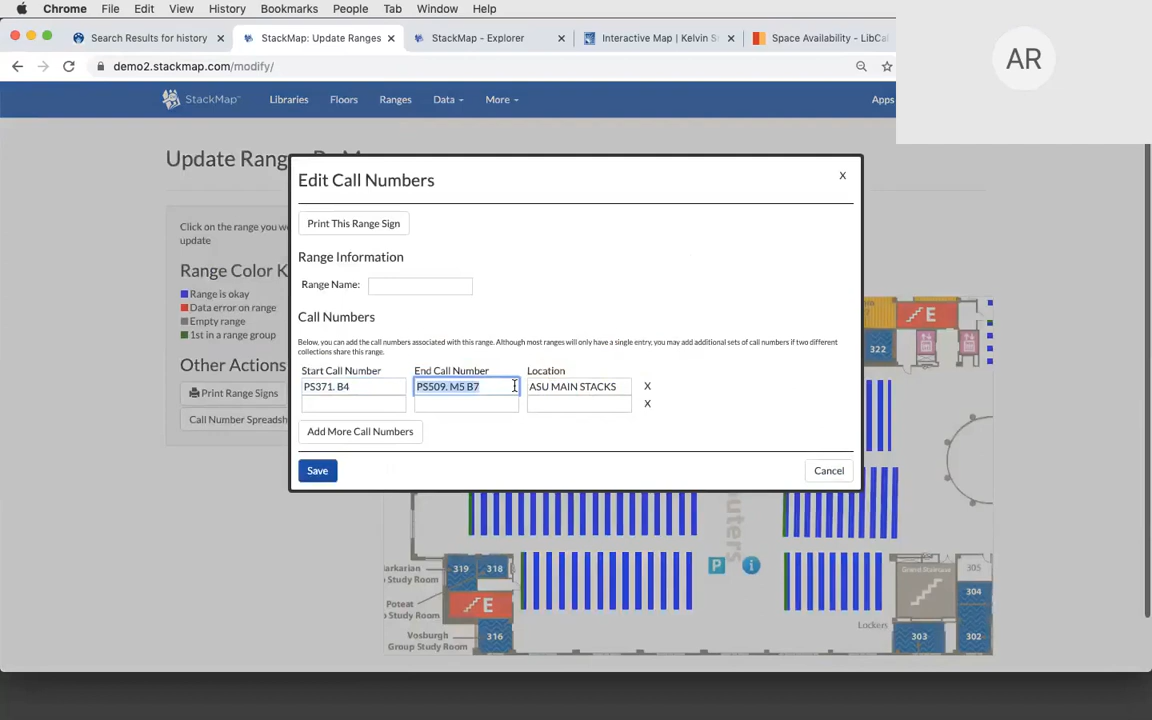 Chrome File Edit View History Bookmarks People Tab Window Help
Search Results for history
StackMap: Update Ranges
StackMap - Explorer
Interactive Map | Kelvin S
Space Availability - LibCal
AR
demo2.stackmap.com/modify/
StackMap Libraries Floors Ranges Data More Apps
Update Range
Click on the range you w
update
Range Color K
Range is okay
Data error on range
Empty range
1st in a range group
Other Actions
Print Range Signs
Call Number Spreadsh
Edit Call Numbers
X
Print This Range Sign
Range Information
Range Name:
Call Numbers
Below, you can add the call numbers associated with this range. Although most ranges will only have a single entry, you may add additional sets of call numbers if two different
collections share this range.
Start Call Number End Call Number Location
PS371. B4 PS509. M5 B7 ASU MAIN STACKS X
X
Add More Call Numbers
Save Cancel
E
322
uters
P i
arkarian
Study Room
319 318
Poteat
Study Room
E
Vosburgh
Group Study Room
316
Grand Staircase
305
304
Lockers
303 302